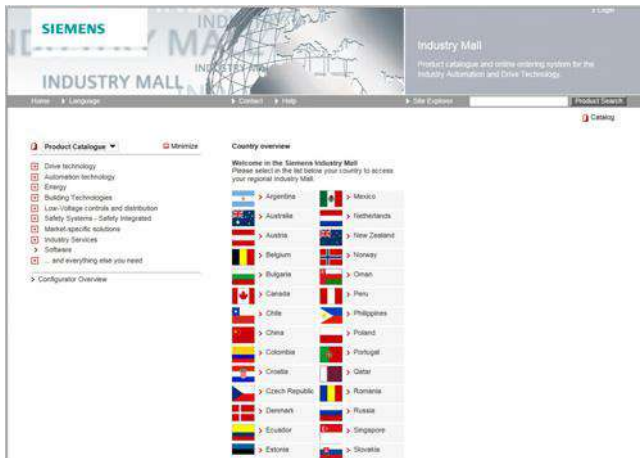 Login
SIEMENS
INDUSTRY MALL
Industry Mall
Product catalogue and online ordering system for the
Industry Automation and Drive Technology.
Home Language Contact Help Site Explorer Product Search
Catalog
Product Catalogue Minimize
Drive technology
Automation technology
Energy
Building Technologies
Low-Voltage controls and distribution
Safety Systems - Safety Integrated
Market-specific solutions
Industry Services
Software
... and everything else you need
Configurator Overview
Country overview
Welcome in the Siemens Industry Mall
Please select in the list below your country to access
your regional Industry Mall.
Argentina Mexico
Australia Netherlands
Austria New Zealand
Belgium Norway
Bulgaria Oman
Canada Peru
Chile Philippines
China Poland
Colombia Portugal
Croatia Qatar
Czech Republic Romania
Denmark Russia
Ecuador Singapore
Estonia Slovakia